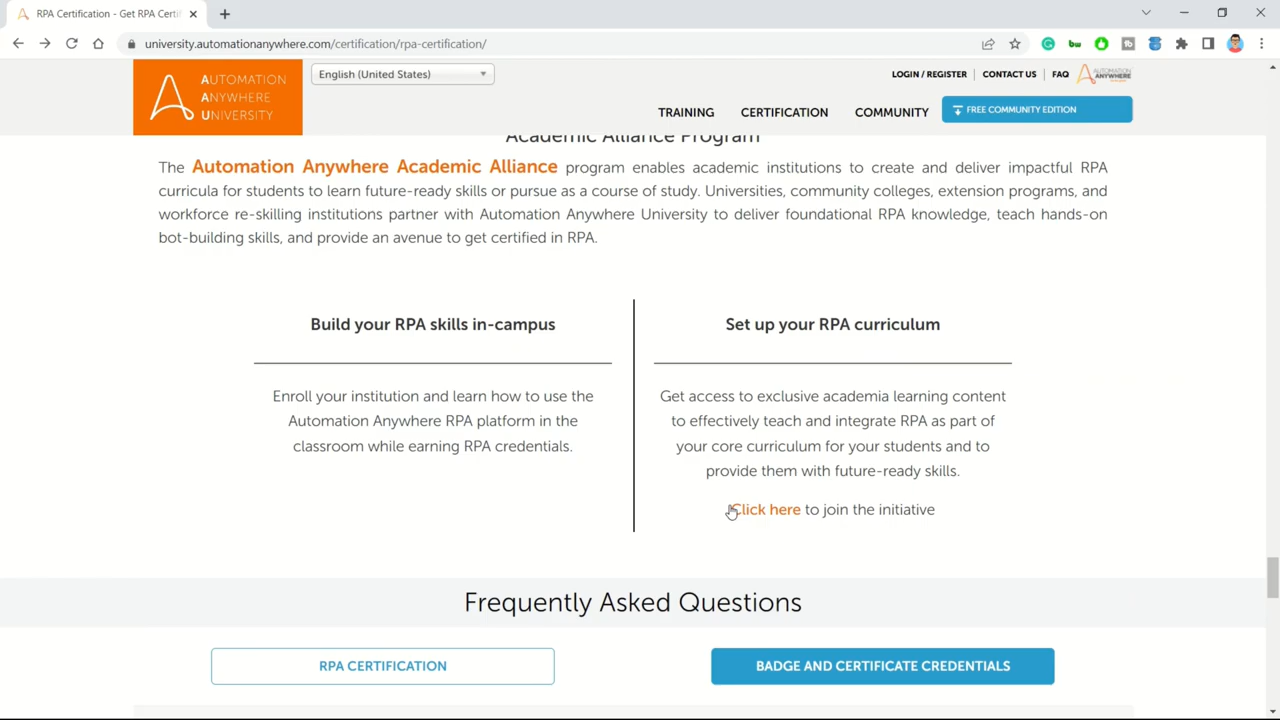 RPA Certification - Get RPA Certif
university.automationanywhere.com/certification/rpa-certification/
AUTOMATION
ANYWHERE
UNIVERSITY
English (United States)
LOGIN / REGISTER | CONTACT US | FAQ
AUTOMATION
ANYWHERE
TRAINING CERTIFICATION COMMUNITY FREE COMMUNITY EDITION
Academic Alliance Program
The Automation Anywhere Academic Alliance program enables academic institutions to create and deliver impactful RPA
curricula for students to learn future-ready skills or pursue as a course of study. Universities, community colleges, extension programs, and
workforce re-skilling institutions partner with Automation Anywhere University to deliver foundational RPA knowledge, teach hands-on
bot-building skills, and provide an avenue to get certified in RPA.
Build your RPA skills in-campus
Enroll your institution and learn how to use the
Automation Anywhere RPA platform in the
classroom while earning RPA credentials.
Set up your RPA curriculum
Get access to exclusive academia learning content
to effectively teach and integrate RPA as part of
your core curriculum for your students and to
provide them with future-ready skills.
Click here to join the initiative
Frequently Asked Questions
RPA CERTIFICATION
BADGE AND CERTIFICATE CREDENTIALS